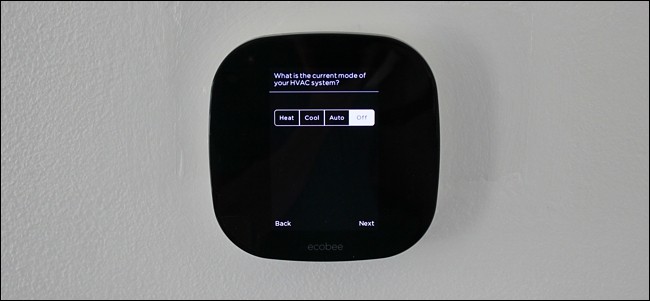 What is the current mode of
your HVAC system?
Heat Cool Auto Off
Back Next
ecobee